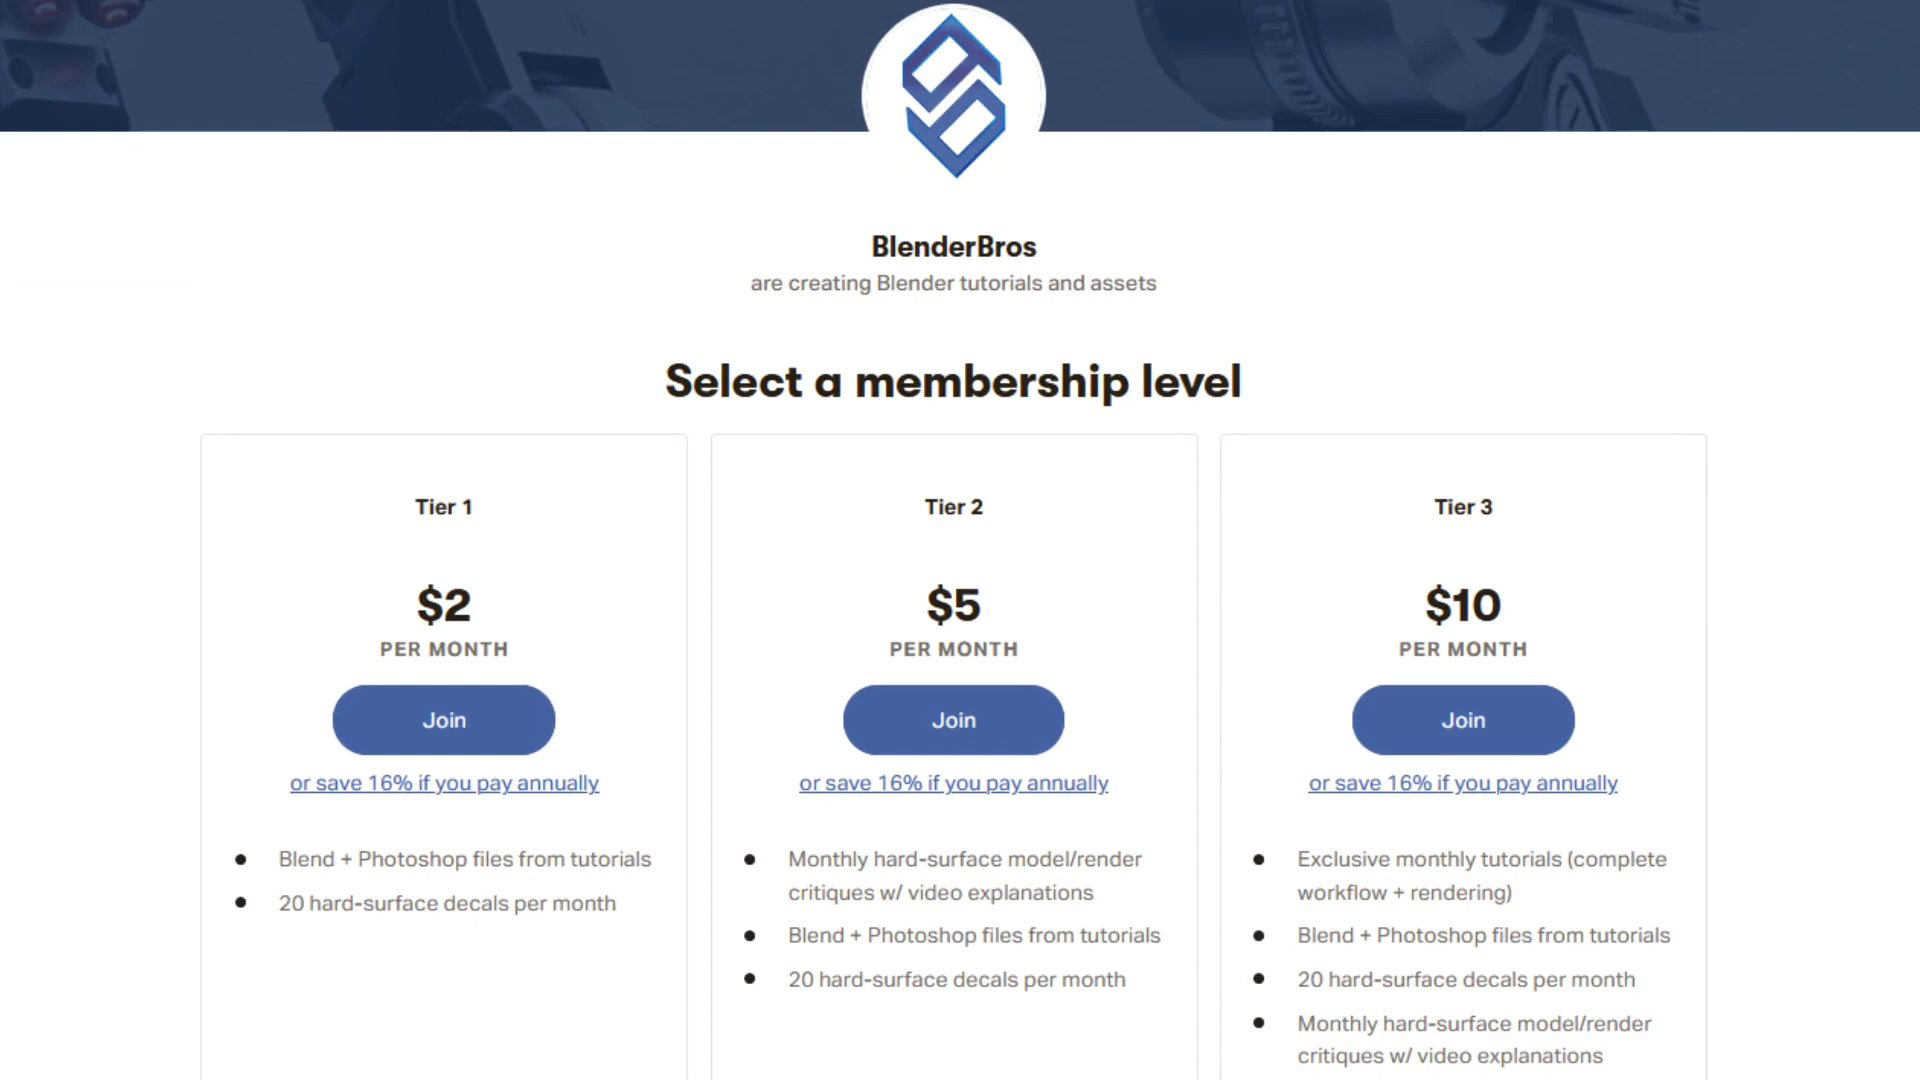 BlenderBros
are creating Blender tutorials and assets
Select a membership level
Tier 1
$2
PER MONTH
Join
or save 16% if you pay annually
Blend + Photoshop files from tutorials
20 hard-surface decals per month
Tier 2
$5
PER MONTH
Join
or save 16% if you pay annually
Monthly hard-surface model/render
critiques w/ video explanations
Blend + Photoshop files from tutorials
20 hard-surface decals per month
Tier 3
$10
PER MONTH
Join
or save 16% if you pay annually
Exclusive monthly tutorials (complete
workflow + rendering)
Blend + Photoshop files from tutorials
20 hard-surface decals per month
Monthly hard-surface model/render
critiques w/ video explanations